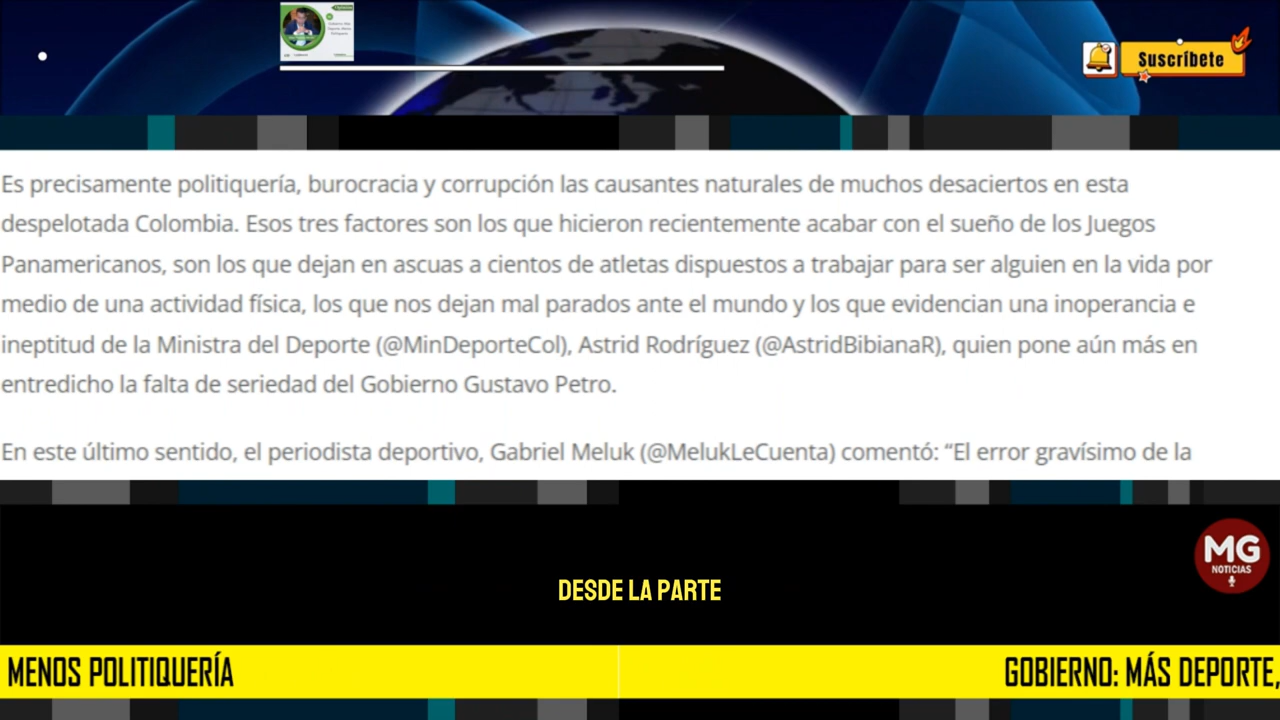 Suscríbete
Es precisamente politiquería, burocracia y corrupción las causantes naturales de muchos desaciertos en esta
despelotada Colombia. Esos tres factores son los que hicieron recientemente acabar con el sueño de los Juegos
Panamericanos, son los que dejan en ascuas a cientos de atletas dispuestos a trabajar para ser alguien en la vida por
medio de una actividad física, los que nos dejan mal parados ante el mundo y los que evidencian una inoperancia e
ineptitud de la Ministra del Deporte (@MinDeporteCol), Astrid Rodríguez (@AstridBibianaR), quien pone aún más en
entredicho la falta de seriedad del Gobierno Gustavo Petro.
En este último sentido, el periodista deportivo, Gabriel Meluk (@MelukLeCuenta) comentó: “El error gravísimo de la
MG
NOTICIAS
DESDE LA PARTE
MENOS POLITIQUERÍA
GOBIERNO: MÁS DEPORTE,